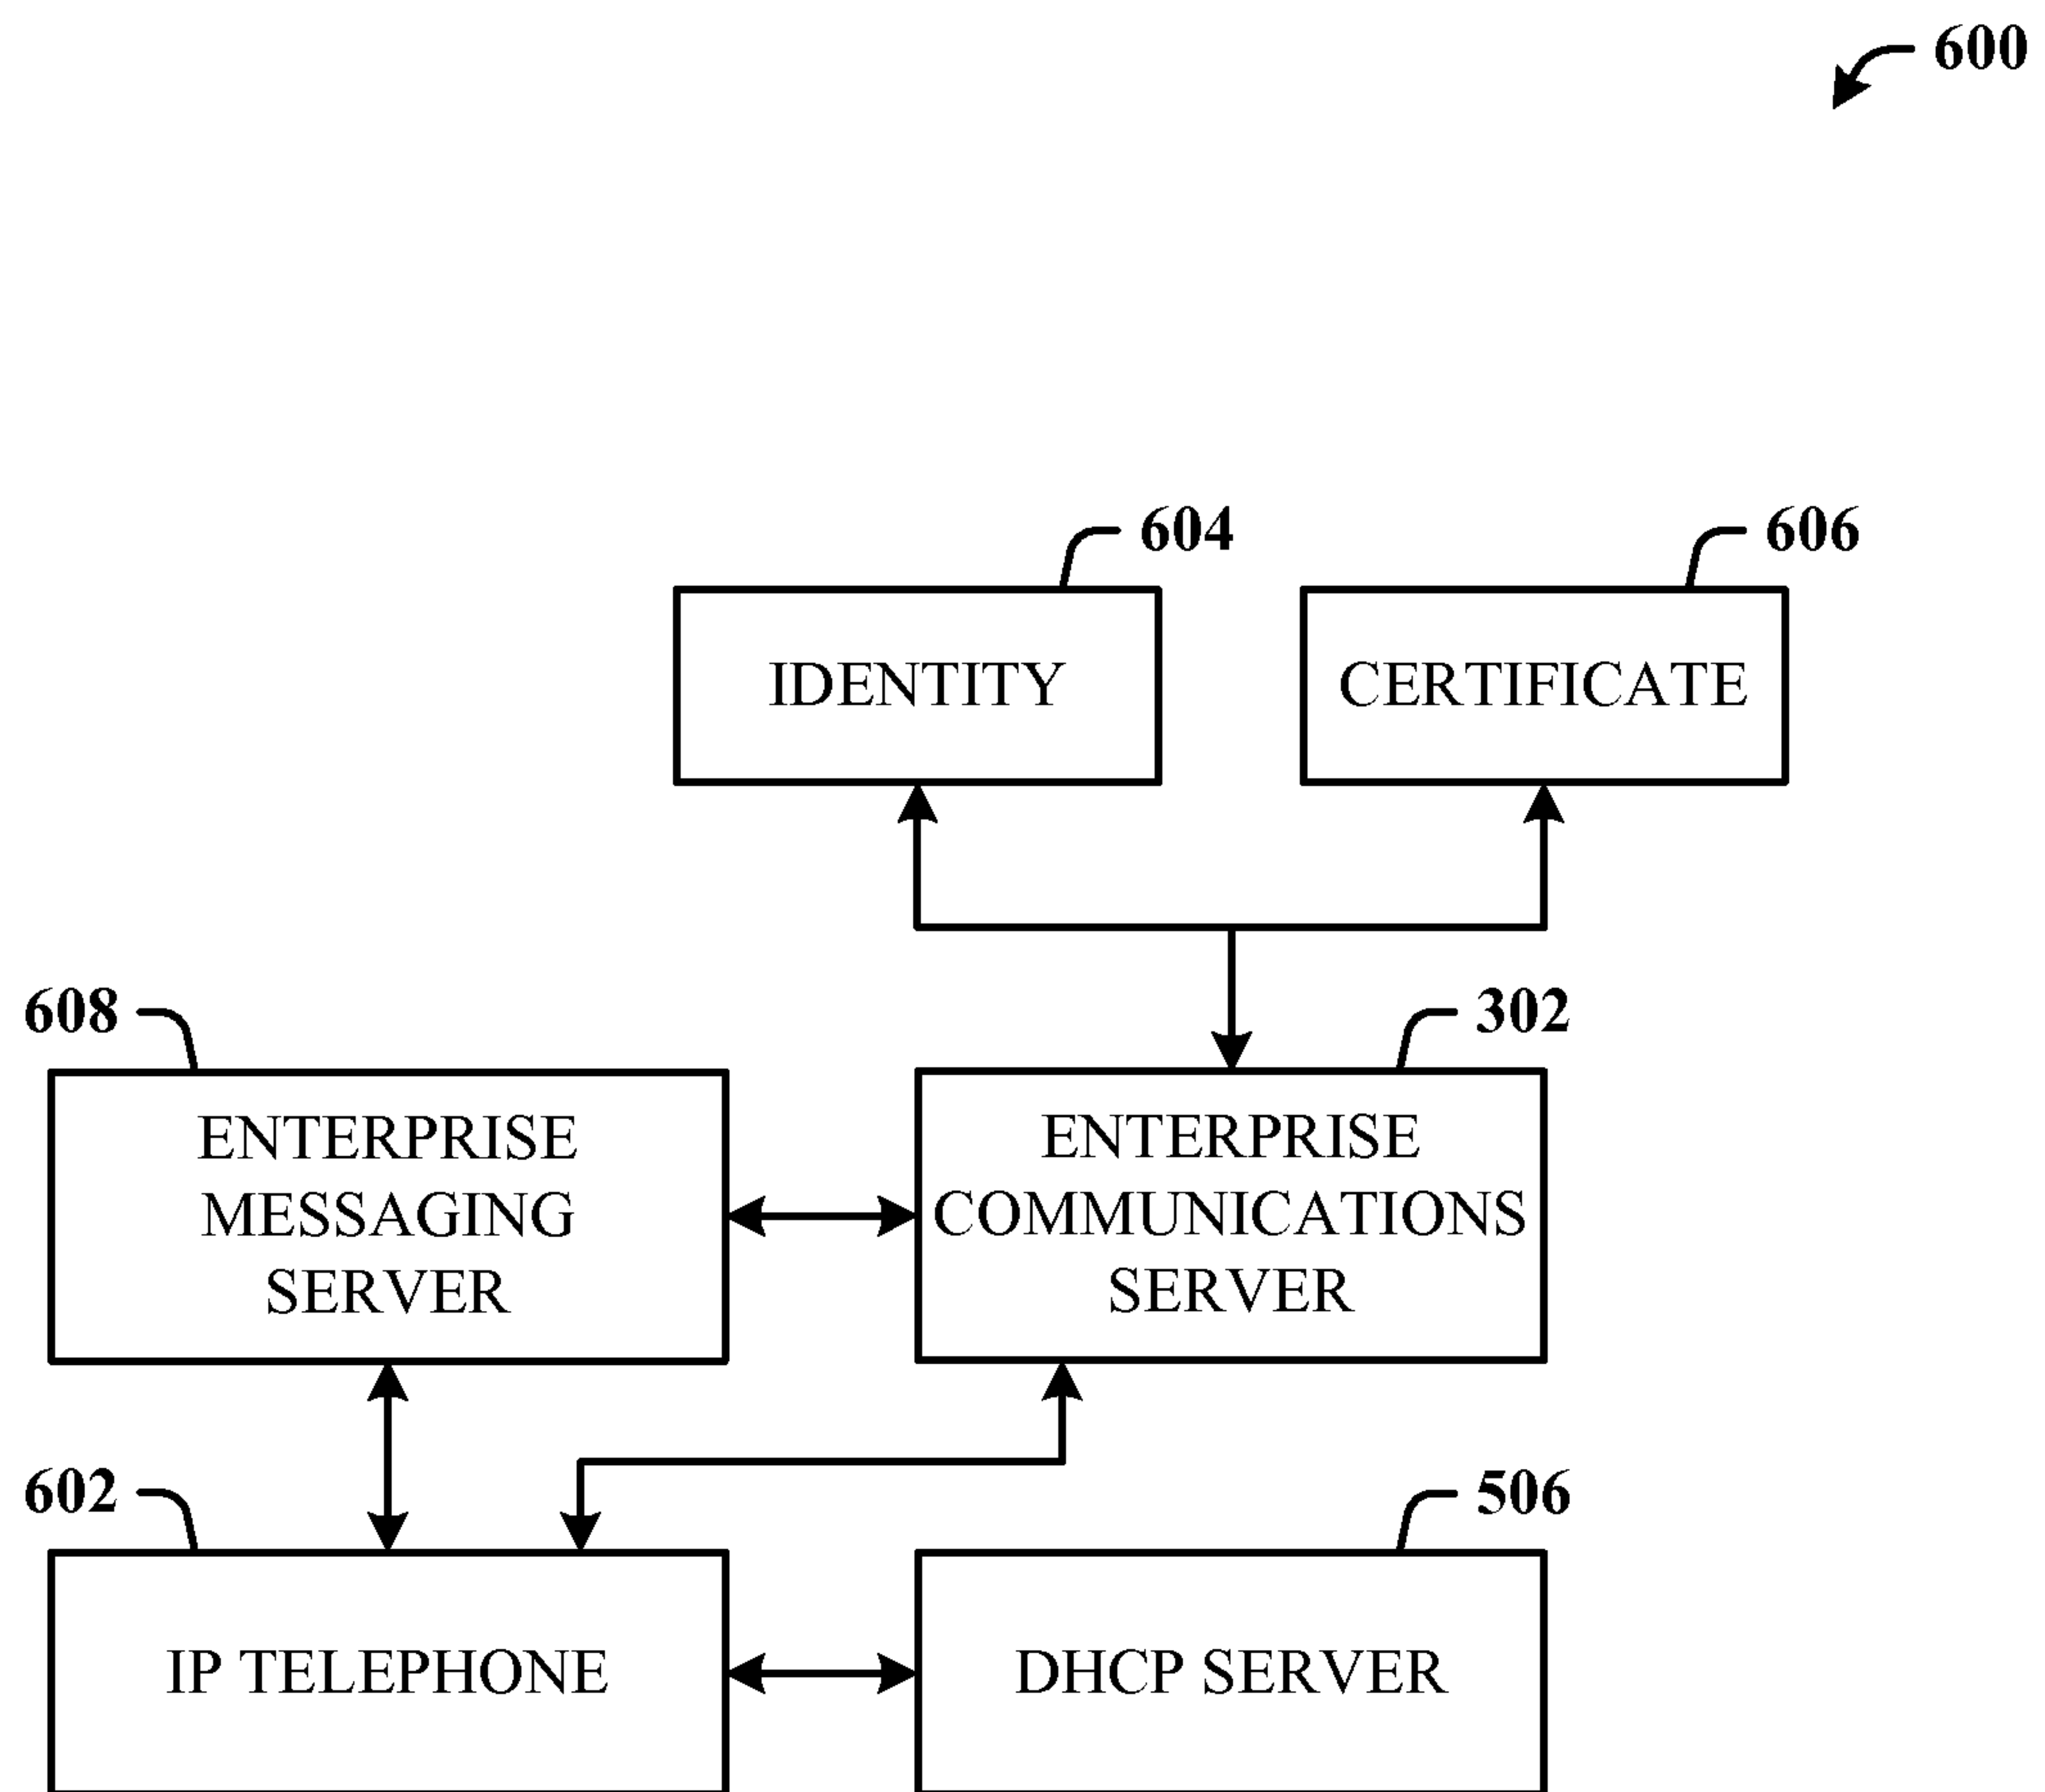 600
604
606
IDENTITY
CERTIFICATE
608
302
ENTERPRISE
MESSAGING
SERVER
ENTERPRISE
COMMUNICATIONS
SERVER
602
506
IP TELEPHONE
DHCP SERVER